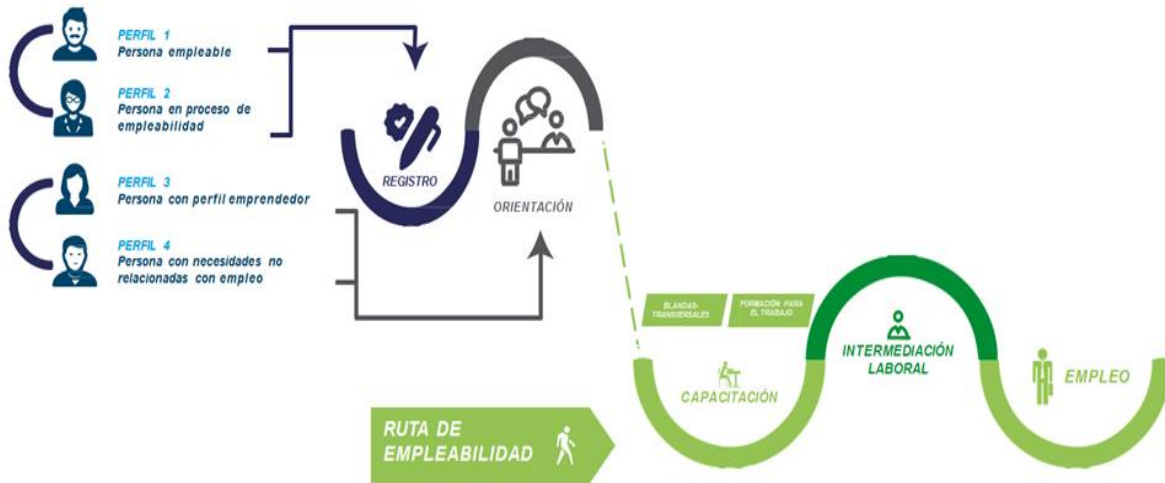 PERFIL 1
Persona empleable
PERFIL 2
Persona en proceso de
empleabilidad
PERFIL 3
Persona con perfil emprendedor
PERFIL 4
Persona con necesidades no
relacionadas con empleo
REGISTRO
ORIENTACIÓN
BLANDAS-
TRANSVERSALES
FORMACIÓN PARA
EL TRABAJO
CAPACITACIÓN
INTERMEDIACIÓN
LABORAL
EMPLEO
RUTA DE
EMPLEABILIDAD